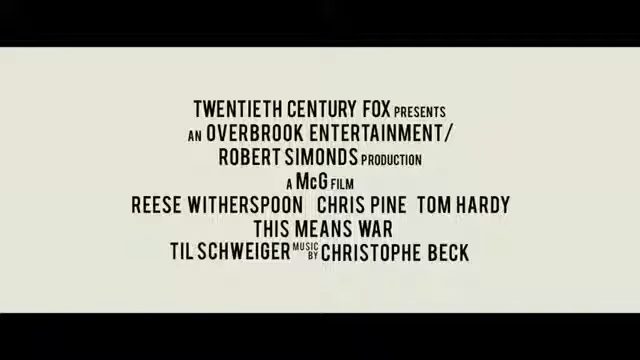 TWENTIETH CENTURY FOX PRESENTS
AN OVERBROOK ENTERTAINMENT/
ROBERT SIMONDS PRODUCTION
A McG FILM
REESE WITHERSPOON CHRIS PINE TOM HARDY
THIS MEANS WAR
TIL SCHWEIGER MUSIC BY CHRISTOPHE BECK